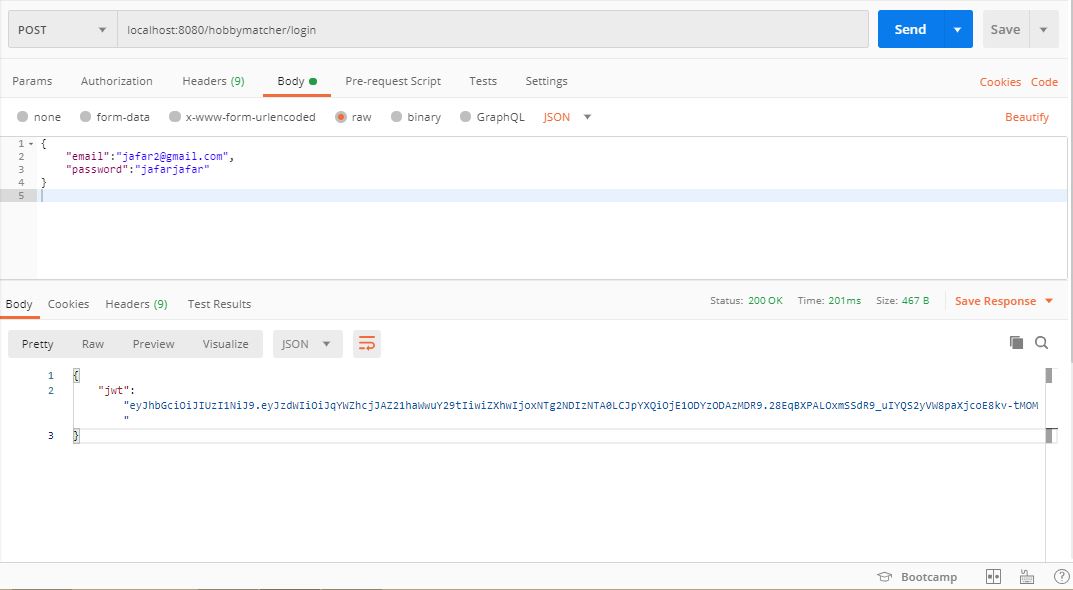 POST localhost:8080/hobbymatcher/login Send Save
Params Authorization Headers (9) Body Pre-request Script Tests Settings Cookies Code
none form-data x-www-form-urlencoded raw binary GraphQL JSON Beautify
1 {
2 "email":"jafar2@gmail.com",
3 "password":"jafarjafar"
4 }
5
Body Cookies Headers (9) Test Results Status: 200 OK Time: 201ms Size: 467 B Save Response
Pretty Raw Preview Visualize JSON
1 {
2 "jwt":
"eyJhbGciOiJIUzI1NiJ9.eyJzdWIiOiJqYWZhcjJAZ21haWwuY29tIiwiZXhwIjoxNTg2NDIzNTA0LCJpYXQiOjE1ODYzODAzMDR9.28EqBXPALOxmSSdR9_uIYQS2yVW8paXjcoE8kv-tMOM
"
3 }
Bootcamp